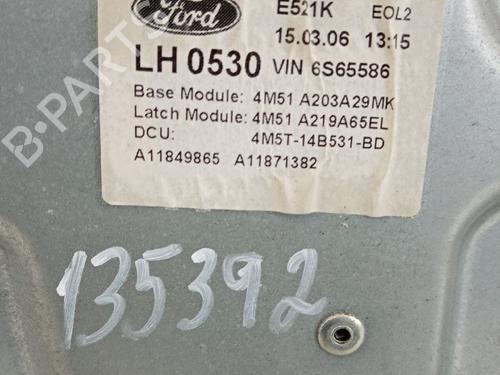 Ford
E521K EOL2
15.03.06 13:15
LH 0530 VIN 6S65586
Base Module: 4M51 A203A29MK
Latch Module: 4M51 A219A65EL
DCU: 4M5T-14B531-BD
A11849865 A11871382
135392
B-PARTS